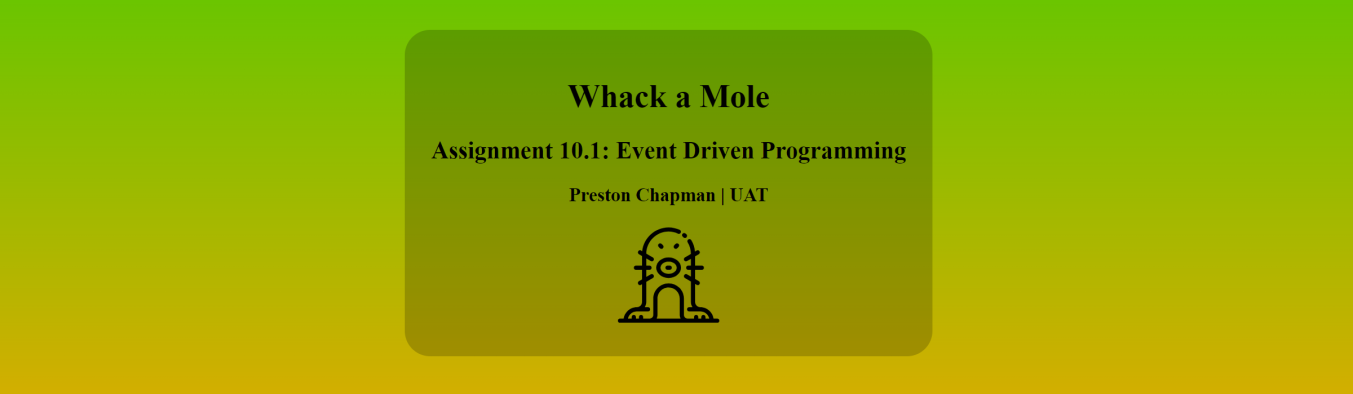 Whack a Mole
Assignment 10.1: Event Driven Programming
Preston Chapman | UAT